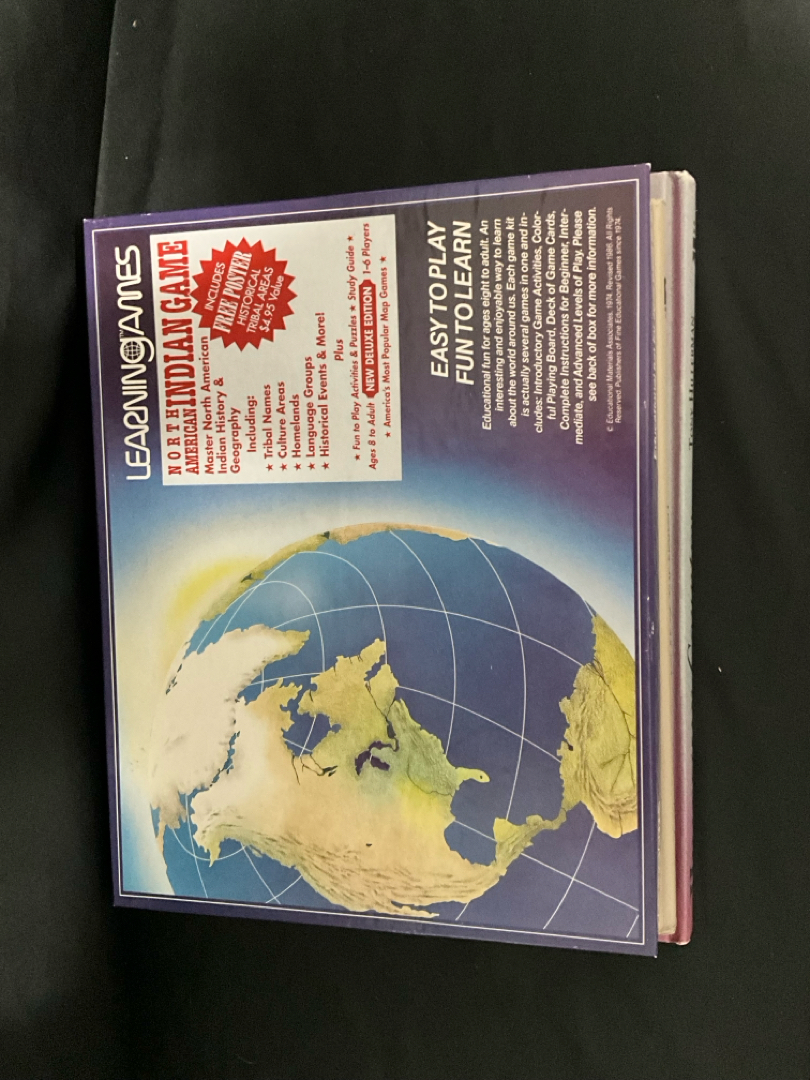 LEARNINGAMES
NORTH
AMERICAN INDIAN GAME
Master North American
Indian History &
Geography
Including:
★ Tribal Names
★ Culture Areas
★ Homelands
★ Language Groups
★ Historical Events & More!
Plus
★ Fun to Play Activities & Puzzles ★ Study Guide ★
Ages 8 to Adult NEW DELUXE EDITION 1-6 Players
★ America's Most Popular Map Games ★
INCLUDES
FREE POSTER
HISTORICAL
TRIBAL AREAS
$4.95 Value
EASY TO PLAY
FUN TO LEARN
Educational fun for ages eight to adult. An
interesting and enjoyable way to learn
about the world around us. Each game kit
is actually several games in one and in-
cludes: Introductory Game Activities, Color-
ful Playing Board, Deck of Game Cards,
Complete Instructions for Beginner, Inter-
mediate, and Advanced Levels of Play. Please
see back of box for more information.
© Educational Materials Associates, 1974. Revised 1986. All Rights
Reserved. Publishers of Fine Educational Games since 1974.